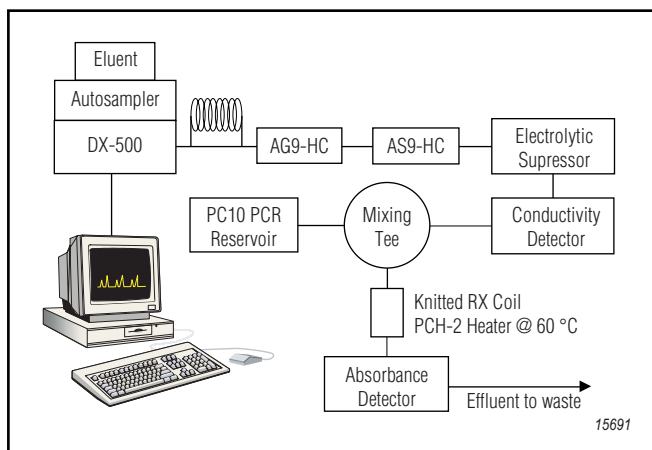 Eluent
Autosampler
DX-500
AG9-HC
AS9-HC
Electrolytic
Supressor
PC10 PCR
Reservoir
Mixing
Tee
Conductivity
Detector
Knitted RX Coil
PCH-2 Heater @ 60 °C
Absorbance
Detector
Effluent to waste
15691